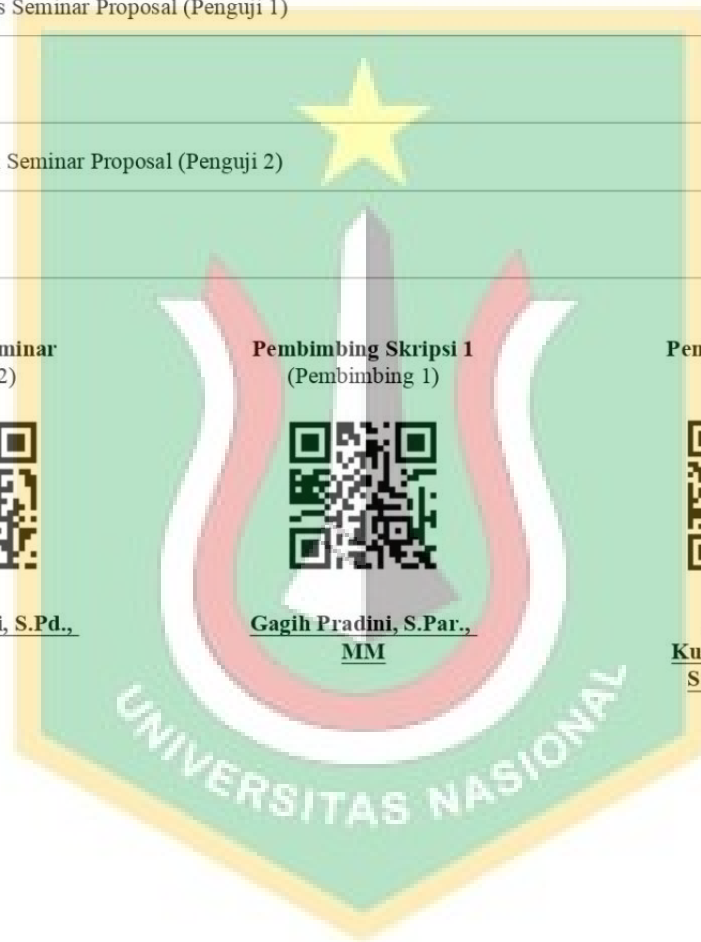 s Seminar Proposal (Penguji 1)
Seminar Proposal (Penguji 2)
minar
2)
Pembimbing Skripsi 1
(Pembimbing 1)
Pem
i, S.Pd.,
Gagih Pradini, S.Par.,
MM
Ku
S
UNIVERSITAS NASIONAL